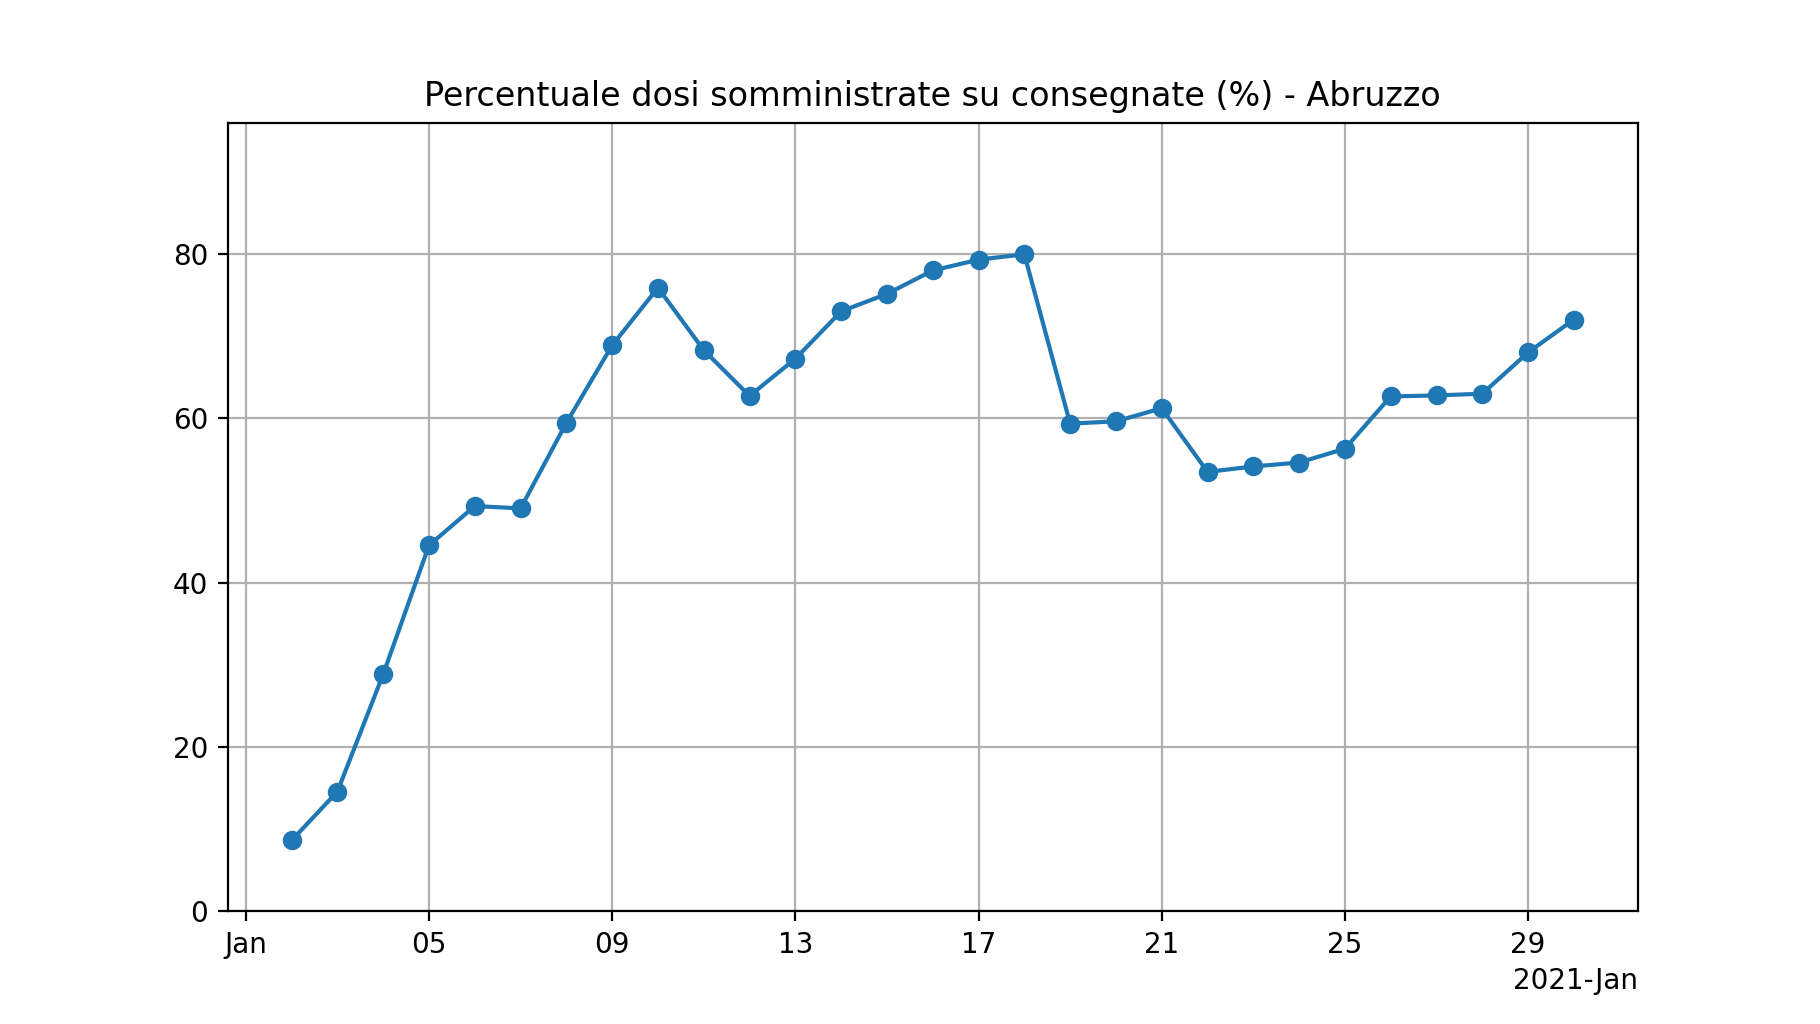 Percentuale dosi somministrate su consegnate (%) - Abruzzo
80
60
40
20
0
Jan 05 09 13 17 21 25 29
2021-Jan